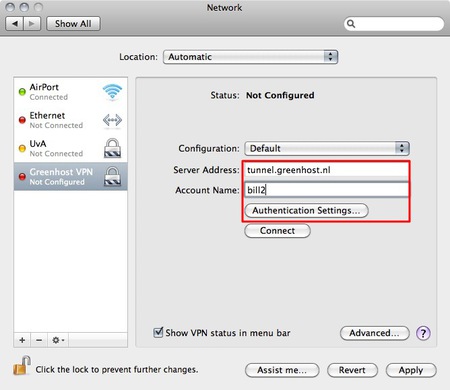 Network
Show All
Location: Automatic
AirPort
Connected
Ethernet
Not Connected
UvA
Not Connected
Greenhost VPN
Not Configured
Status: Not Configured
Configuration: Default
Server Address: tunnel.greenhost.nl
Account Name: bill2
Authentication Settings...
Connect
Show VPN status in menu bar
Advanced... ?
Click the lock to prevent further changes.
Assist me... Revert Apply